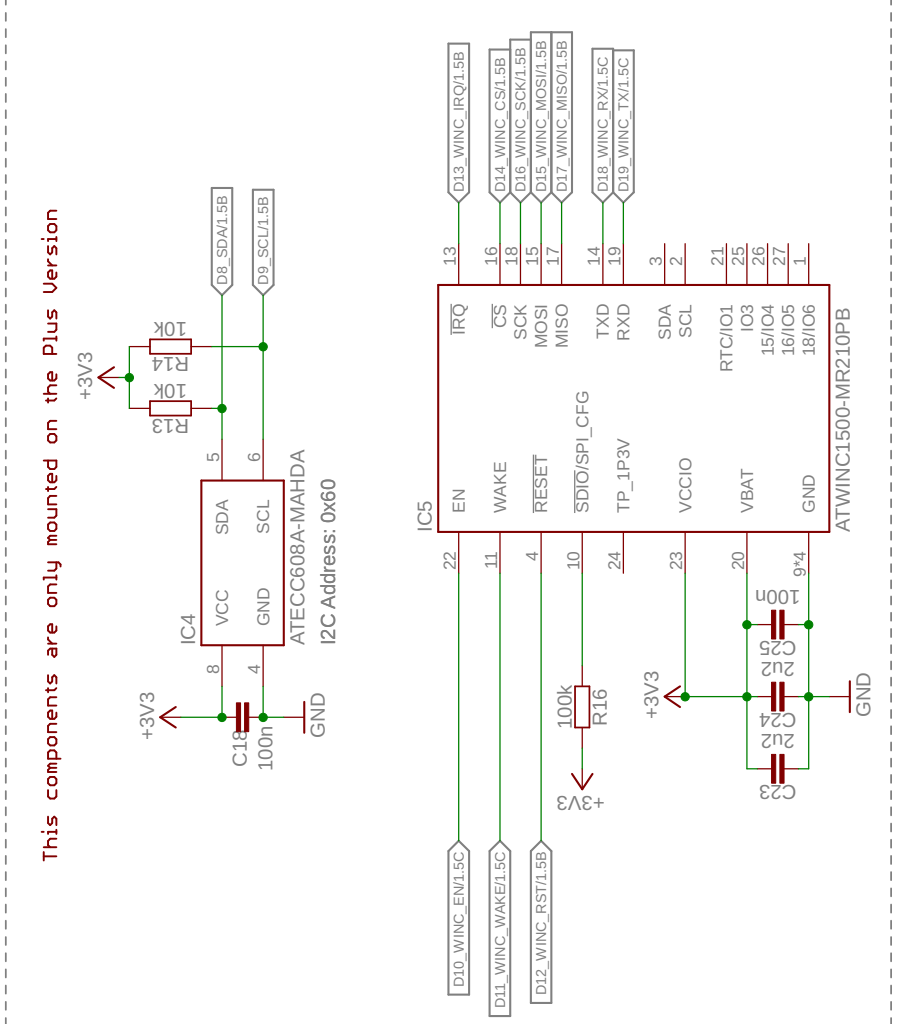 This components are only mounted on the Plus Version
+3V3
10k
R14
10k
R13
D8_SDA/1.5B
D9_SCL/1.5B
5
6
SDA
SCL
VCC
GND
IC4
ATECC608A-MAHDA
I2C Address: 0x60
8
4
+3V3
C18
100n
GND
D13_WINC_IRQ/1.5B
D14_WINC_CS/1.5B
D16_WINC_SCK/1.5B
D15_WINC_MOSI/1.5B
D17_WINC_MISO/1.5B
D18_WINC_RX/1.5C
D19_WINC_TX/1.5C
13
16
18
15
17
14
19
3
2
21
25
26
27
1
IRQ
CS
SCK
MOSI
MISO
TXD
RXD
SDA
SCL
RTC/IO1
IO3
15/IO4
16/IO5
18/IO6
IC5
ATWINC1500-MR210PB
EN
WAKE
RESET
SDIO/SPI_CFG
TP_1P3V
VCCIO
VBAT
GND
22
11
4
10
24
23
20
9*4
100n
C25
2u2
C24
2u2
C23
+3V3
GND
100k
R16
+3V3
D10_WINC_EN/1.5C
D11_WINC_WAKE/1.5C
D12_WINC_RST/1.5B